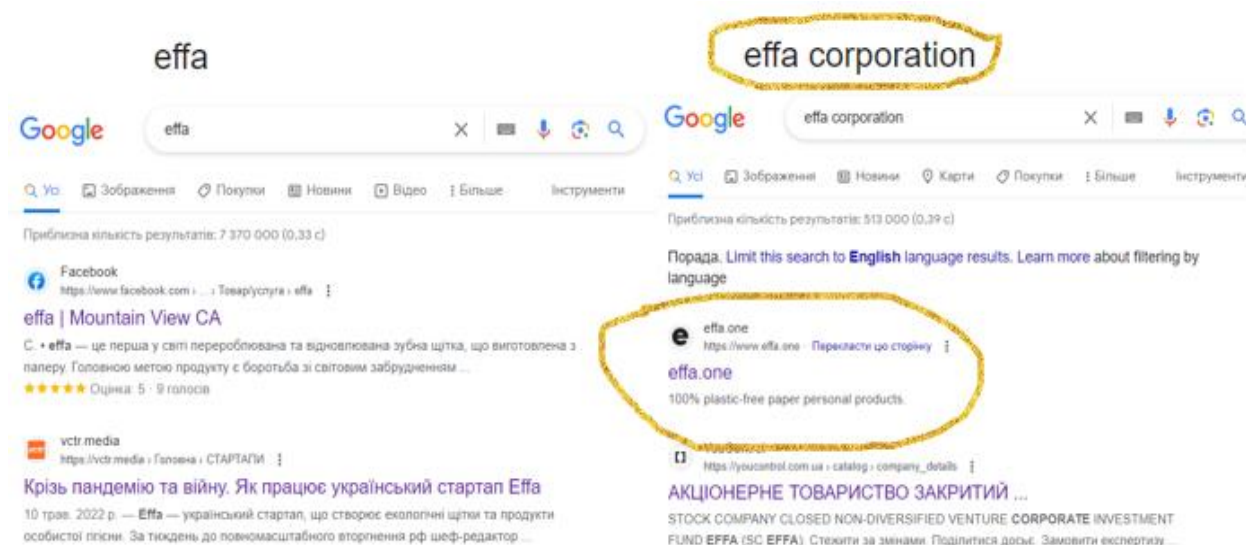 effa
Google
effa
Усі Зображення Покупки Новини Відео Більше Інструменти
Приблизна кількість результатів: 7 370 000 (0,33 с)
Facebook
https://www.facebook.com › ... › Товар/услуга › effa
effa | Mountain View CA
С. • effa — це перша у світі перероблювана та відновлювана зубна щітка, що виготовлена з
паперу. Головною метою продукту є боротьба зі світовим забрудненням ...
Оцінка: 5 · 9 голосів
vctr.media
https://vctr.media › Головна › СТАРТАПИ
Крізь пандемію та війну. Як працює український стартап Effa
10 трав. 2022 р. — Effa — український стартап, що створює екологічні щітки та продукти
особистої гігієни. За тиждень до повномасштабного вторгнення рф шеф-редактор ...
effa corporation
Google
effa corporation
Усі Зображення Новини Карти Покупки Більше Інструменти
Приблизна кількість результатів: 513 000 (0,39 с)
Порада. Limit this search to English language results. Learn more about filtering by
language
effa.one
https://www.effa.one · Перекласти цю сторінку
effa.one
100% plastic-free paper personal products.
https://youcontrol.com.ua › catalog › company_details
АКЦІОНЕРНЕ ТОВАРИСТВО ЗАКРИТИЙ ...
STOCK COMPANY CLOSED NON-DIVERSIFIED VENTURE CORPORATE INVESTMENT
FUND EFFA (SC EFFA). Стежити за змінами. Поділитися досьє. Замовити експертизу ...